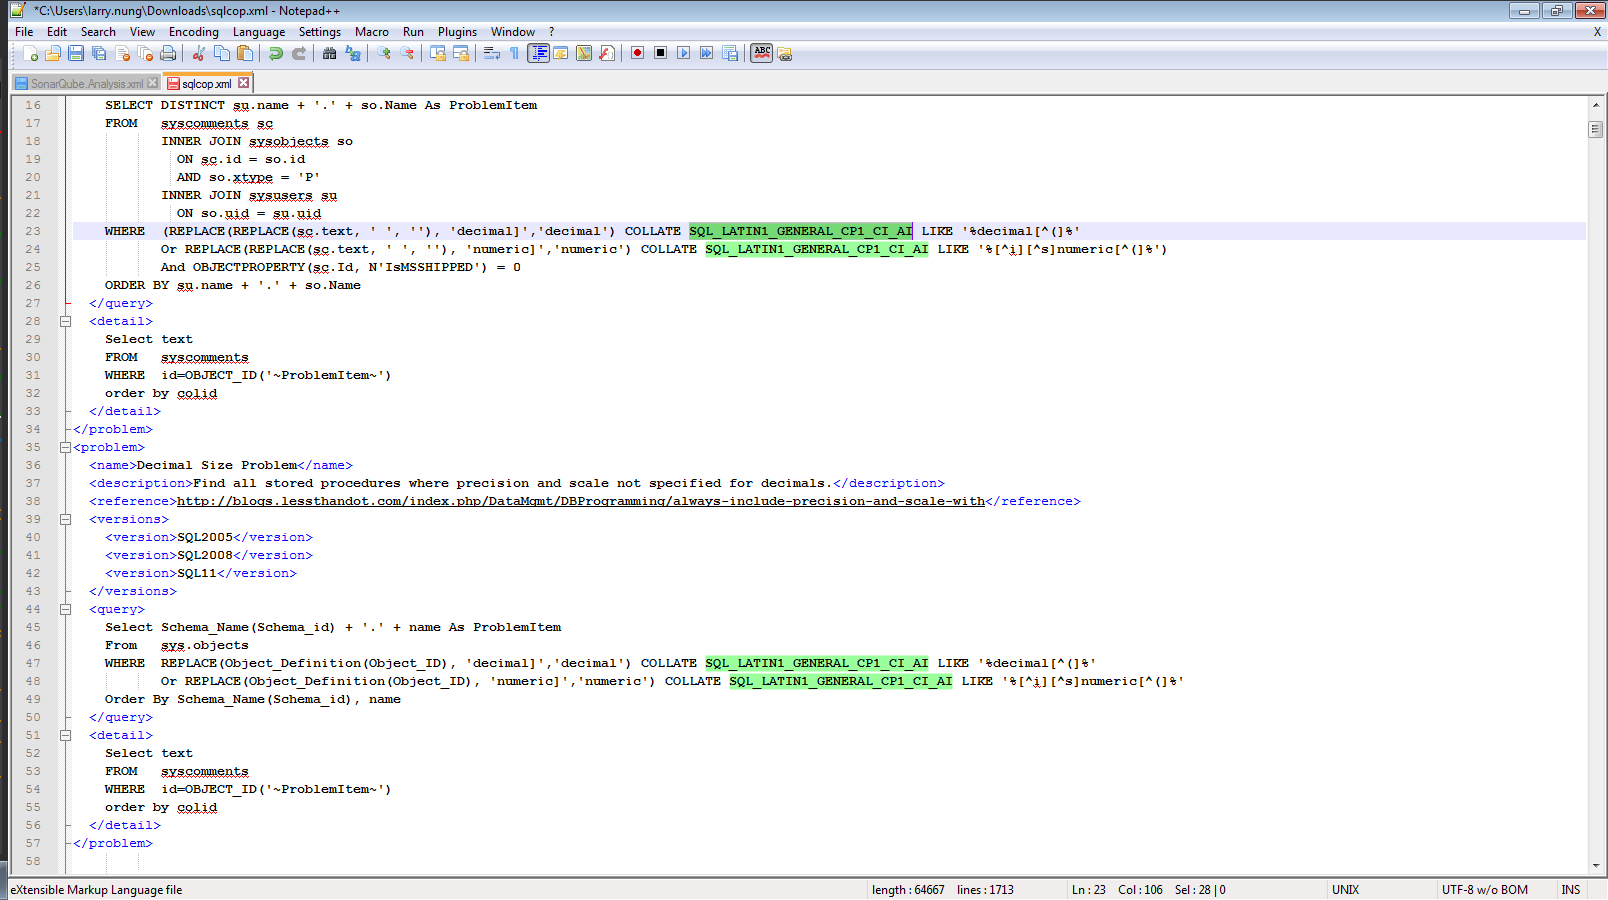 *C:\Users\larry.nung\Downloads\sqlcop.xml - Notepad++
File Edit Search View Encoding Language Settings Macro Run Plugins Window ? X
ABC
SonarQube.Analysis.xml sqlcop.xml
16 SELECT DISTINCT su.name + '.' + so.Name As ProblemItem
17 FROM syscomments sc
18 INNER JOIN sysobjects so
19 ON sc.id = so.id
20 AND so.xtype = 'P'
21 INNER JOIN sysusers su
22 ON so.uid = su.uid
23 WHERE (REPLACE(REPLACE(sc.text, ' ', ''), 'decimal]','decimal') COLLATE SQL_LATIN1_GENERAL_CP1_CI_AI LIKE '%decimal[^(]%'
24 Or REPLACE(REPLACE(sc.text, ' ', ''), 'numeric]','numeric') COLLATE SQL_LATIN1_GENERAL_CP1_CI_AI LIKE '%[^i][^s]numeric[^(]%')
25 And OBJECTPROPERTY(sc.Id, N'IsMSSHIPPED') = 0
26 ORDER BY su.name + '.' + so.Name
27 </query>
28 <detail>
29 Select text
30 FROM syscomments
31 WHERE id=OBJECT_ID('~ProblemItem~')
32 order by colid
33 </detail>
34 </problem>
35 <problem>
36 <name>Decimal Size Problem</name>
37 <description>Find all stored procedures where precision and scale not specified for decimals.</description>
38 <reference>http://blogs.lessthandot.com/index.php/DataMgmt/DBProgramming/always-include-precision-and-scale-with</reference>
39 <versions>
40 <version>SQL2005</version>
41 <version>SQL2008</version>
42 <version>SQL11</version>
43 </versions>
44 <query>
45 Select Schema_Name(Schema_id) + '.' + name As ProblemItem
46 From sys.objects
47 WHERE REPLACE(Object_Definition(Object_ID), 'decimal]','decimal') COLLATE SQL_LATIN1_GENERAL_CP1_CI_AI LIKE '%decimal[^(]%'
48 Or REPLACE(Object_Definition(Object_ID), 'numeric]','numeric') COLLATE SQL_LATIN1_GENERAL_CP1_CI_AI LIKE '%[^i][^s]numeric[^(]%'
49 Order By Schema_Name(Schema_id), name
50 </query>
51 <detail>
52 Select text
53 FROM syscomments
54 WHERE id=OBJECT_ID('~ProblemItem~')
55 order by colid
56 </detail>
57 </problem>
58
eXtensible Markup Language file length : 64667 lines : 1713 Ln : 23 Col : 106 Sel : 28 | 0 UNIX UTF-8 w/o BOM INS